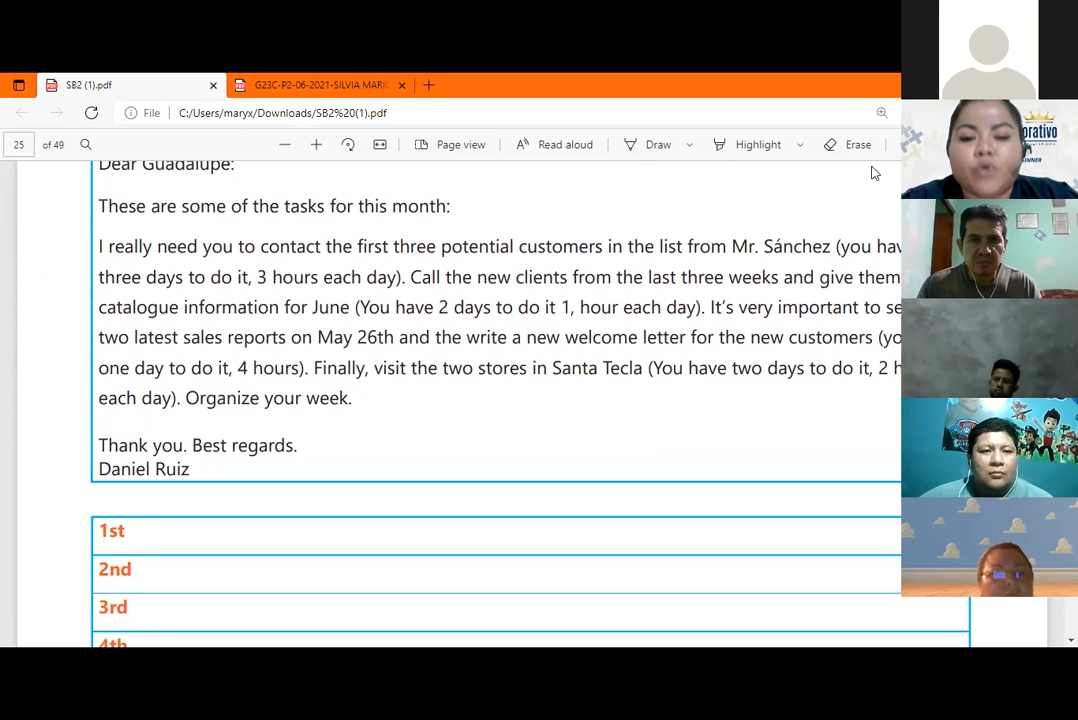 SB2 (1).pdf
G23C-P2-06-2021-SILVIA MARIC
File
C:/Users/maryx/Downloads/SB2%20(1).pdf
25 of 49
Page view
Read aloud
Draw
Highlight
Erase
orativo
INNER
Dear Guadalupe:
These are some of the tasks for this month:
I really need you to contact the first three potential customers in the list from Mr. Sánchez (you hav
three days to do it, 3 hours each day). Call the new clients from the last three weeks and give them
catalogue information for June (You have 2 days to do it 1, hour each day). It's very important to se
two latest sales reports on May 26th and the write a new welcome letter for the new customers (yo
one day to do it, 4 hours). Finally, visit the two stores in Santa Tecla (You have two days to do it, 2 h
each day). Organize your week.
Thank you. Best regards.
Daniel Ruiz
1st
2nd
3rd
4th